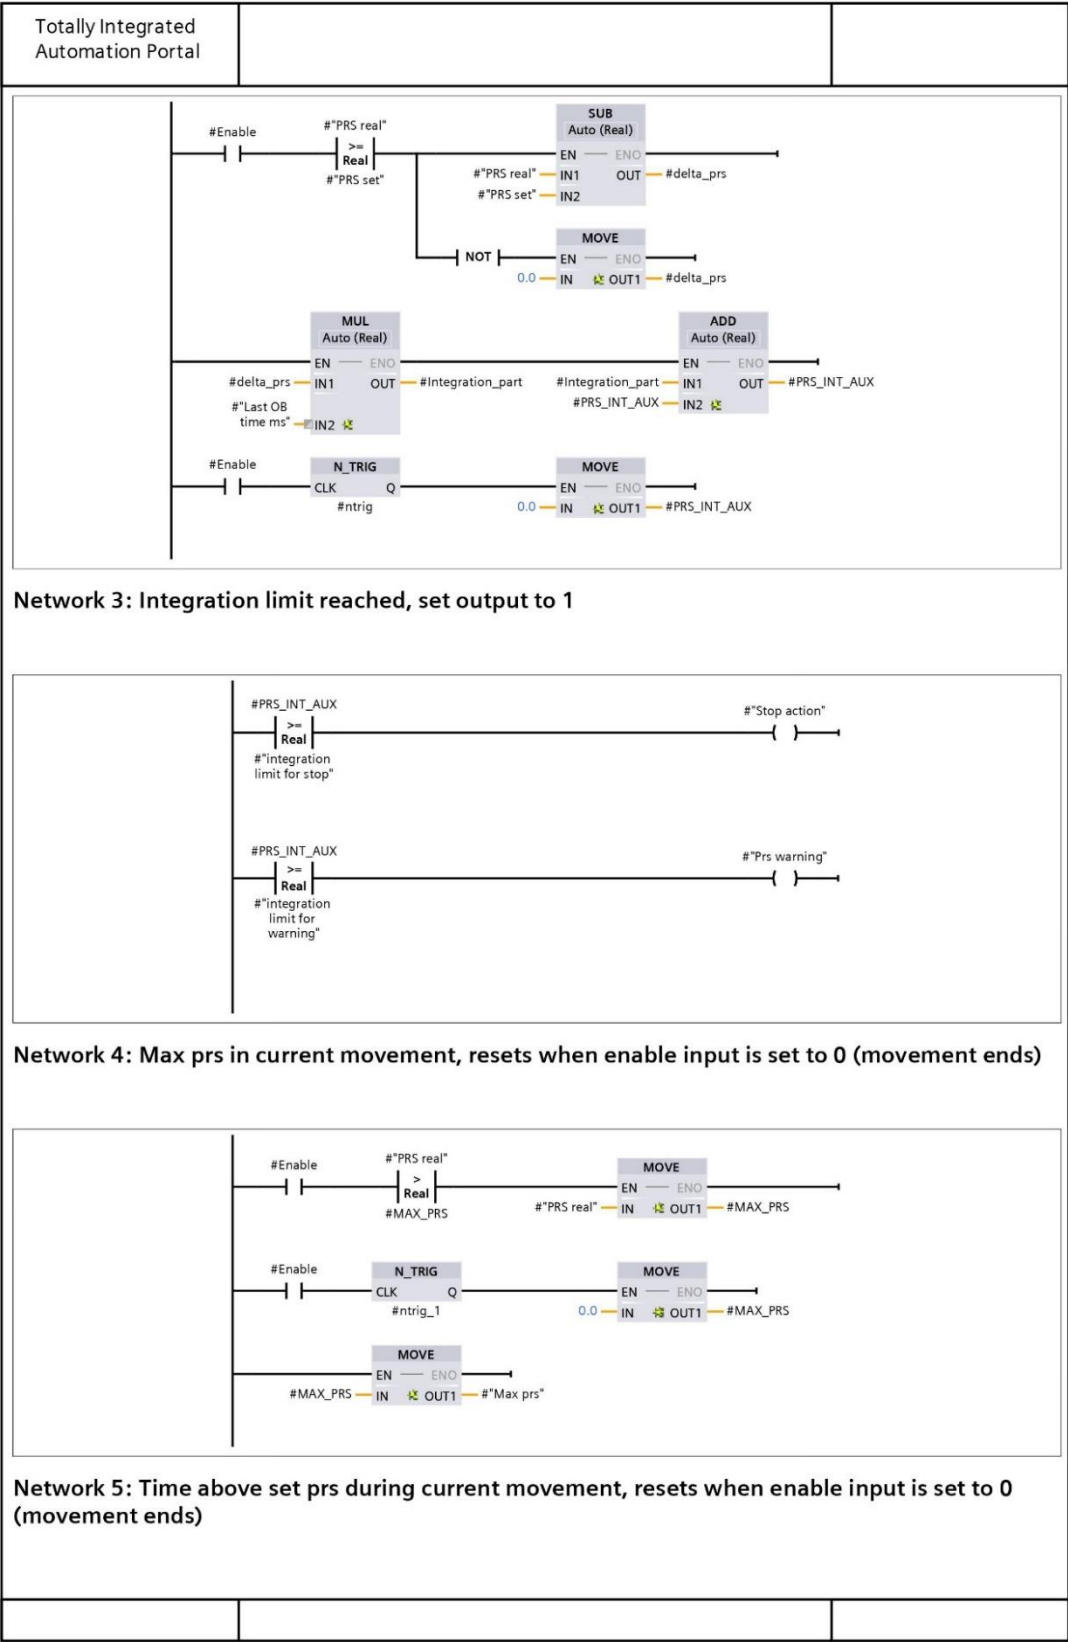 Totally Integrated
Automation Portal
#Enable
#"PRS real"
>=
Real
#"PRS set"
SUB
Auto (Real)
EN ENO
#"PRS real" IN1 OUT #delta_prs
#"PRS set" IN2
NOT
MOVE
EN ENO
0.0 IN OUT1 #delta_prs
MUL
Auto (Real)
EN ENO
#delta_prs IN1 OUT #Integration_part
#"Last OB
time ms" IN2
ADD
Auto (Real)
EN ENO
#Integration_part IN1 OUT #PRS_INT_AUX
#PRS_INT_AUX IN2
#Enable
N_TRIG
CLK Q
#ntrig
MOVE
EN ENO
0.0 IN OUT1 #PRS_INT_AUX
Network 3: Integration limit reached, set output to 1
#PRS_INT_AUX
>=
Real
#"integration
limit for stop"
#"Stop action"
#PRS_INT_AUX
>=
Real
#"integration
limit for
warning"
#"Prs warning"
Network 4: Max prs in current movement, resets when enable input is set to 0 (movement ends)
#Enable
#"PRS real"
>
Real
#MAX_PRS
MOVE
EN ENO
#"PRS real" IN OUT1 #MAX_PRS
#Enable
N_TRIG
CLK Q
#ntrig_1
MOVE
EN ENO
0.0 IN OUT1 #MAX_PRS
MOVE
EN ENO
#MAX_PRS IN OUT1 #"Max prs"
Network 5: Time above set prs during current movement, resets when enable input is set to 0
(movement ends)